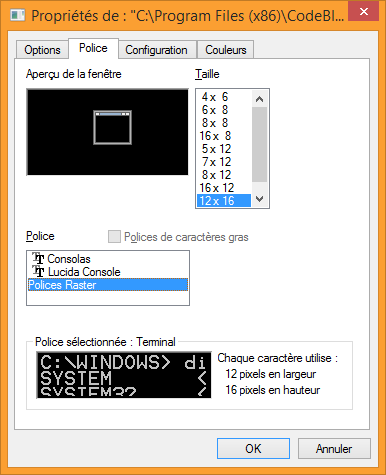 Propriétés de : "C:\Program Files (x86)\CodeBl...
Options Police Configuration Couleurs
Aperçu de la fenêtre
Taille
4 x 6
6 x 8
8 x 8
16 x 8
5 x 12
7 x 12
8 x 12
16 x 12
12 x 16
Police
Polices de caractères gras
Consolas
Lucida Console
Polices Raster
Police sélectionnée : Terminal
C:\WINDOWS> di
SYSTEM <
SYSTEM32 <
Chaque caractère utilise :
12 pixels en largeur
16 pixels en hauteur
OK Annuler